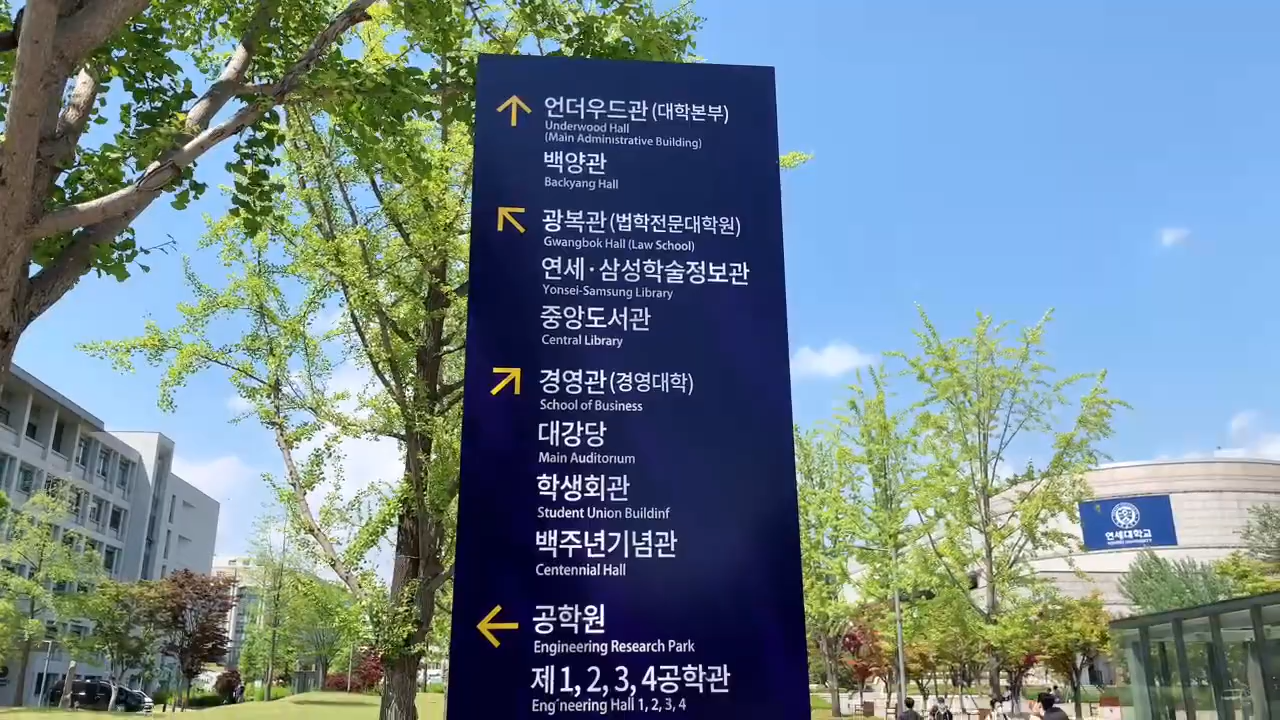 언더우드관 (대학본부)
Underwood Hall
(Main Administrative Building)
백양관
Backyang Hall
광복관 (법학전문대학원)
Gwangbok Hall (Law School)
연세·삼성학술정보관
Yonsei-Samsung Library
중앙도서관
Central Library
경영관 (경영대학)
School of Business
대강당
Main Auditorium
학생회관
Student Union Buildinf
백주년기념관
Centennial Hall
공학원
Engineering Research Park
제1, 2, 3, 4공학관
Eng'neering Hall 1, 2, 3, 4
연세대학교
YONSEI UNIVERSITY